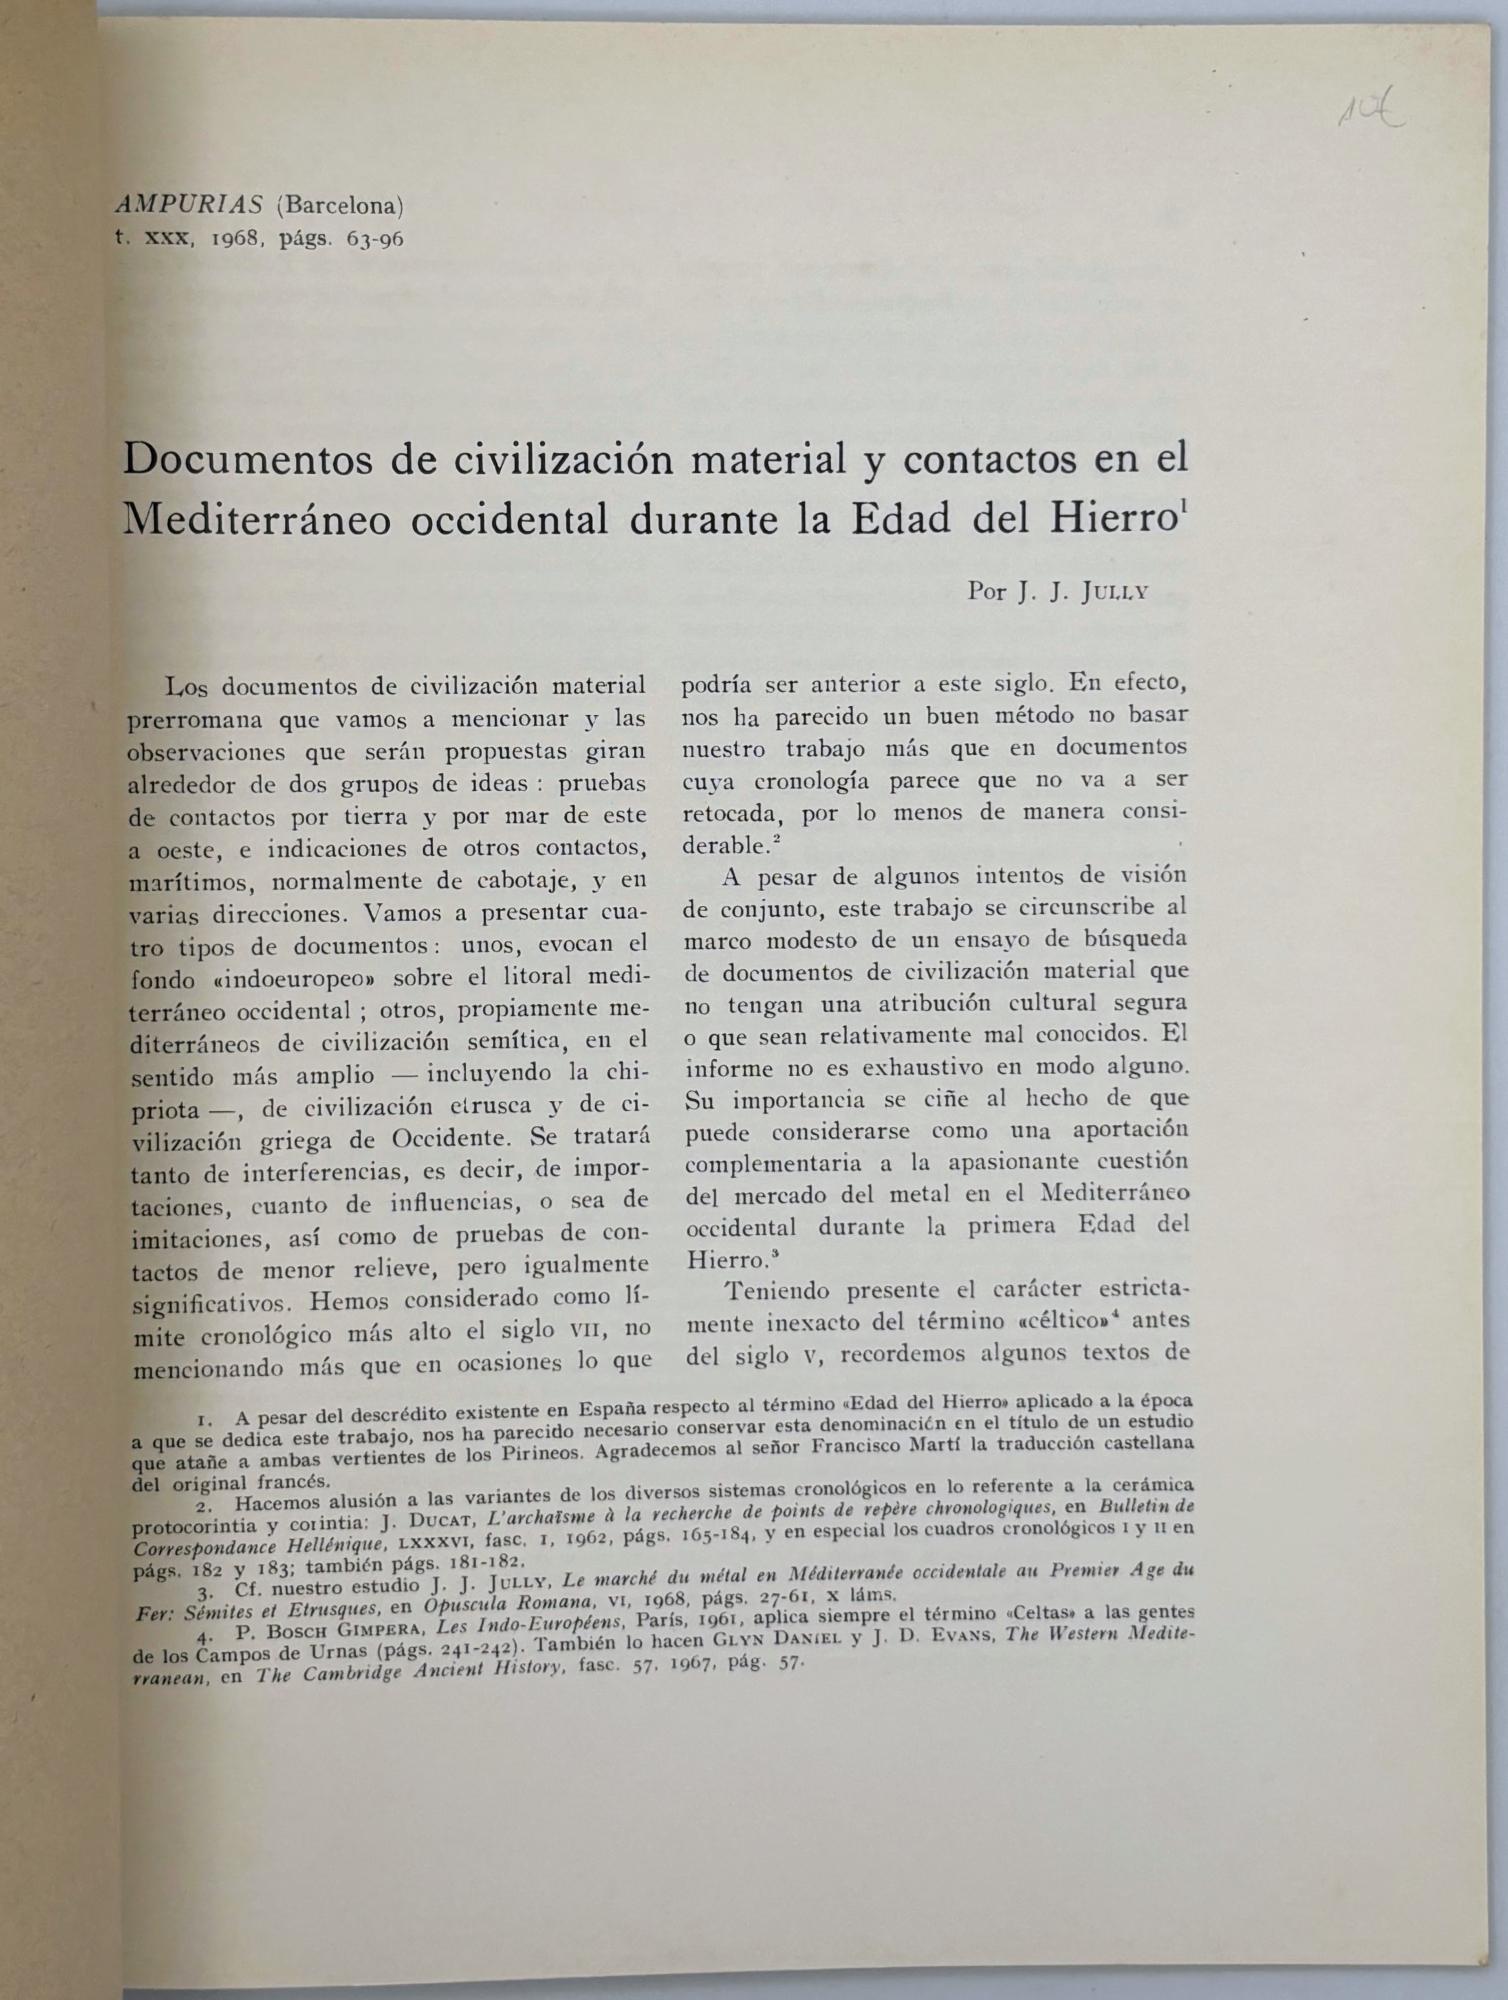 10€
AMPURIAS (Barcelona)
t. XXX, 1968, págs. 63-96
Documentos de civilización material y contactos en el
Mediterráneo occidental durante la Edad del Hierro¹
Por J. J. JULLY
Los documentos de civilización material
prerromana que vamos a mencionar y las
observaciones que serán propuestas giran
alrededor de dos grupos de ideas : pruebas
de contactos por tierra y por mar de este
a oeste, e indicaciones de otros contactos,
marítimos, normalmente de cabotaje, y en
varias direcciones. Vamos a presentar cua-
tro tipos de documentos : unos, evocan el
fondo «indoeuropeo» sobre el litoral medi-
terráneo occidental ; otros, propiamente me-
diterráneos de civilización semítica, en el
sentido más amplio — incluyendo la chi-
priota —, de civilización etrusca y de ci-
vilización griega de Occidente. Se tratará
tanto de interferencias, es decir, de impor-
taciones, cuanto de influencias, o sea de
imitaciones, así como de pruebas de con-
tactos de menor relieve, pero igualmente
significativos. Hemos considerado como lí-
mite cronológico más alto el siglo VII, no
mencionando más que en ocasiones lo que
podría ser anterior a este siglo. En efecto,
nos ha parecido un buen método no basar
nuestro trabajo más que en documentos
cuya cronología parece que no va a ser
retocada, por lo menos de manera consi-
derable.²
A pesar de algunos intentos de visión
de conjunto, este trabajo se circunscribe al
marco modesto de un ensayo de búsqueda
de documentos de civilización material que
no tengan una atribución cultural segura
o que sean relativamente mal conocidos. El
informe no es exhaustivo en modo alguno.
Su importancia se ciñe al hecho de que
puede considerarse como una aportación
complementaria a la apasionante cuestión
del mercado del metal en el Mediterráneo
occidental durante la primera Edad del
Hierro.³
Teniendo presente el carácter estricta-
mente inexacto del término «céltico»⁴ antes
del siglo V, recordemos algunos textos de
1. A pesar del descrédito existente en España respecto al término «Edad del Hierro» aplicado a la época
a que se dedica este trabajo, nos ha parecido necesario conservar esta denominación en el título de un estudio
que atañe a ambas vertientes de los Pirineos. Agradecemos al señor Francisco Martí la traducción castellana
del original francés.
2. Hacemos alusión a las variantes de los diversos sistemas cronológicos en lo referente a la cerámica
protocorintia y corintia: J. DUCAT, L'archaïsme à la recherche de points de repère chronologiques, en Bulletin de
Correspondance Hellénique, LXXXVI, fasc. I, 1962, págs. 165-184, y en especial los cuadros cronológicos I y II en
págs. 182 y 183; también págs. 181-182.
3. Cf. nuestro estudio J. J. JULLY, Le marché du métal en Méditerranée occidentale au Premier Age du
Fer: Sémites et Etrusques, en Opuscula Romana, VI, 1968, págs. 27-61, X láms.
4. P. BOSCH GIMPERA, Les Indo-Européens, París, 1961, aplica siempre el término «Celtas» a las gentes
de los Campos de Urnas (págs. 241-242). También lo hacen GLYN DANIEL y J. D. EVANS, The Western Medite-
rranean, en The Cambridge Ancient History, fasc. 57, 1967, pág. 57.